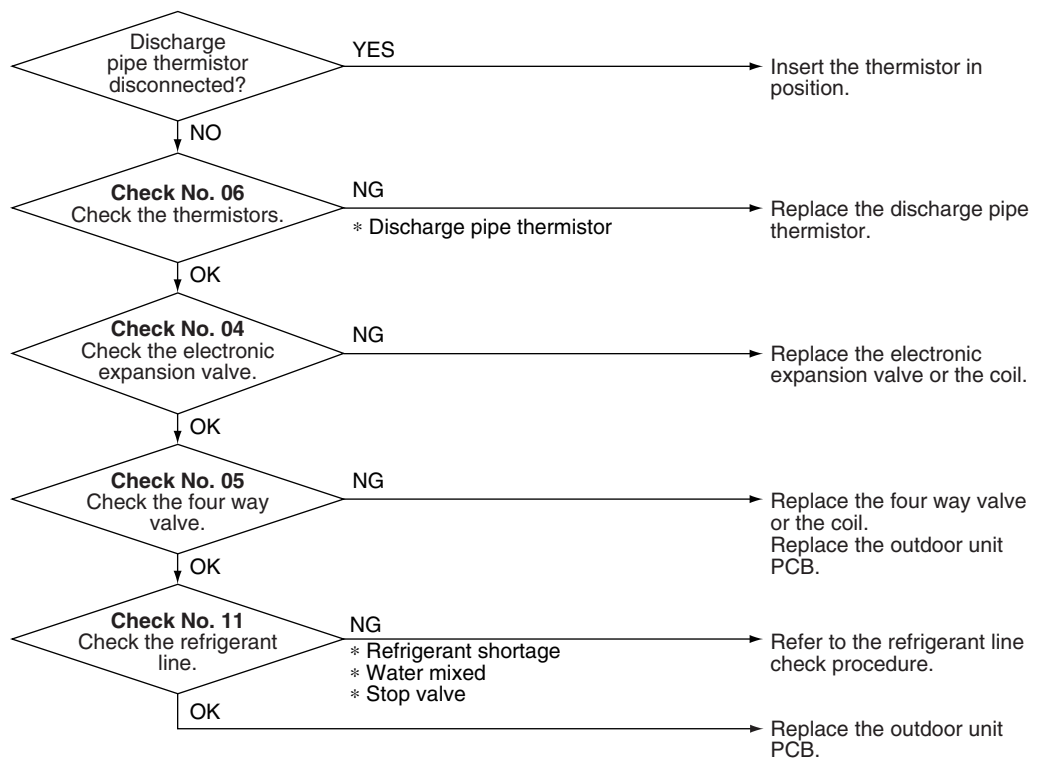 Discharge
pipe thermistor
disconnected?
YES
Insert the thermistor in
position.
NO
Check No. 06
Check the thermistors.
NG
* Discharge pipe thermistor
Replace the discharge pipe
thermistor.
OK
Check No. 04
Check the electronic
expansion valve.
NG
Replace the electronic
expansion valve or the coil.
OK
Check No. 05
Check the four way
valve.
NG
Replace the four way valve
or the coil.
Replace the outdoor unit
PCB.
OK
Check No. 11
Check the refrigerant
line.
NG
* Refrigerant shortage
* Water mixed
* Stop valve
Refer to the refrigerant line
check procedure.
OK
Replace the outdoor unit
PCB.